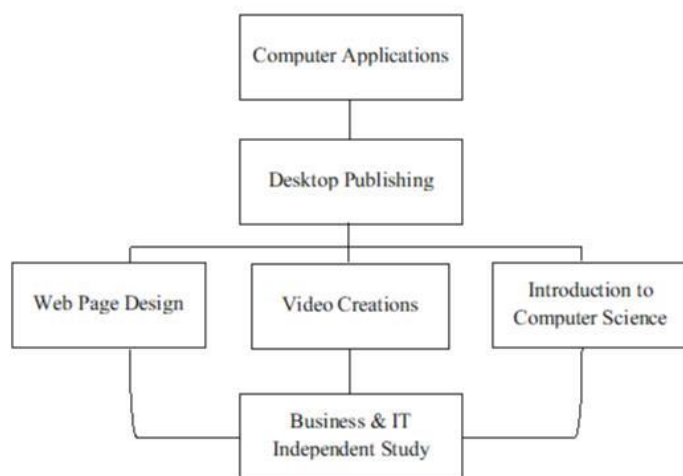 Computer Applications
Desktop Publishing
Web Page Design
Video Creations
Introduction to
Computer Science
Business & IT
Independent Study